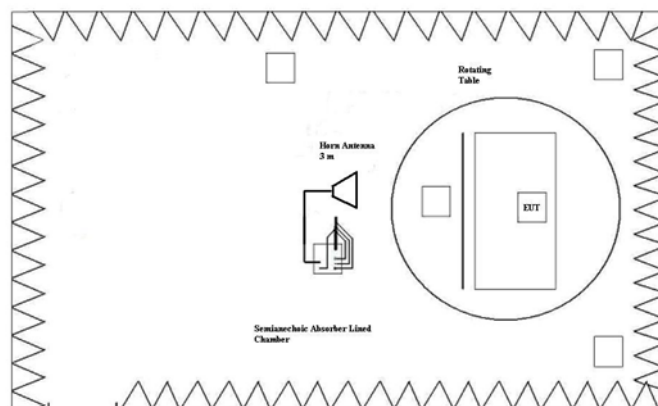 Rotating
Table
Horn Antenna
3 m
EUT
Semianechoic Absorber Lined
Chamber